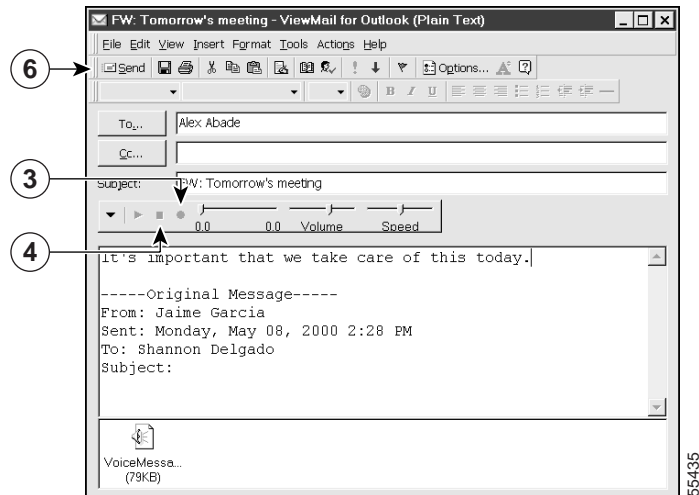 FW: Tomorrow's meeting - ViewMail for Outlook (Plain Text)
File Edit View Insert Format Tools Actions Help
6
Send Options...
B I U
To... Alex Abade
Cc...
3
Subject: FW: Tomorrow's meeting
0.0 0.0 Volume Speed
4
It's important that we take care of this today.
-----Original Message-----
From: Jaime Garcia
Sent: Monday, May 08, 2000 2:28 PM
To: Shannon Delgado
Subject:
VoiceMessa...
(79KB)
55435